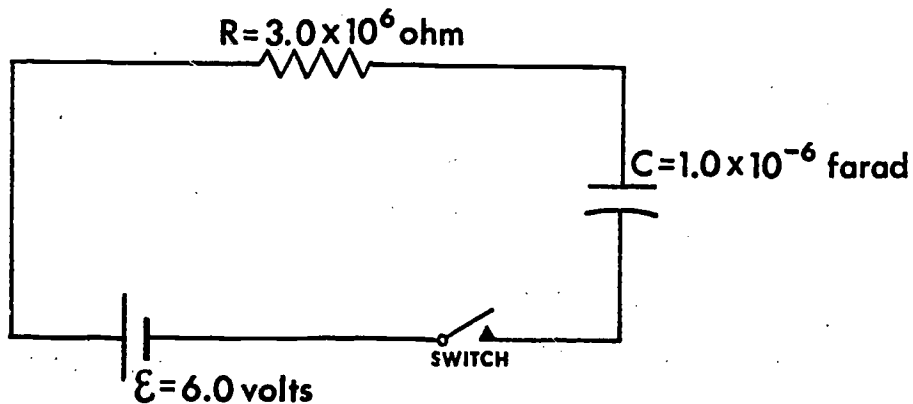 R=3.0×10⁶ ohm
C=1.0×10⁻⁶ farad
SWITCH
ℰ=6.0 volts